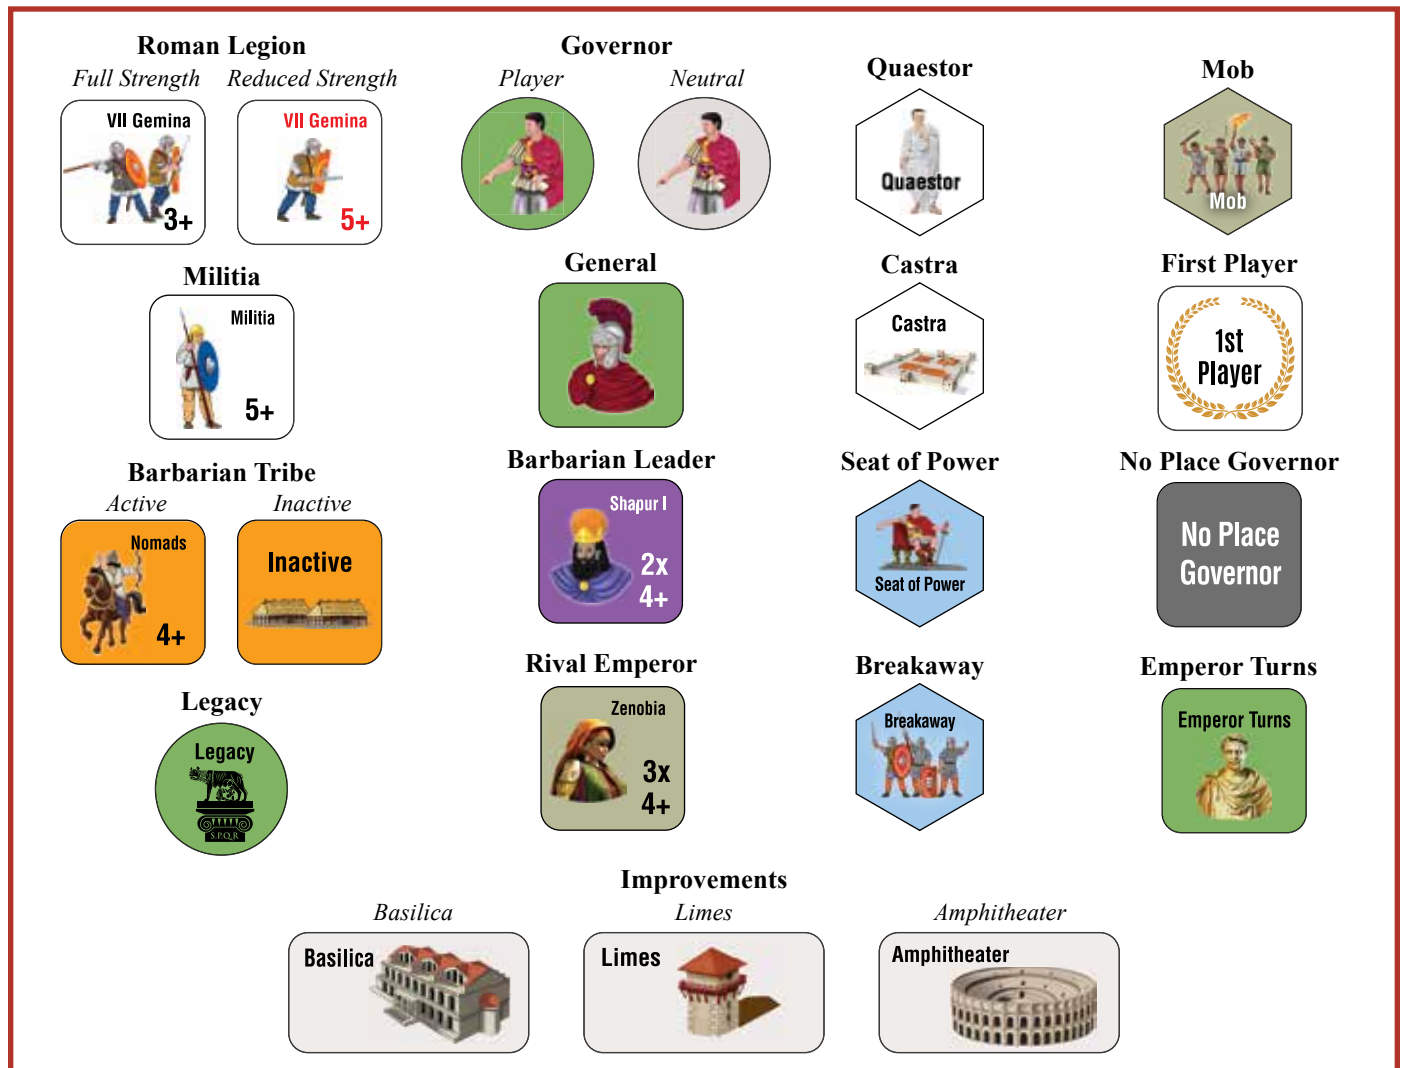 Roman Legion
Full Strength
Reduced Strength
VII Gemina
3+
VII Gemina
5+
Militia
Militia
5+
Barbarian Tribe
Active
Inactive
Nomads
4+
Inactive
Legacy
Legacy
S.P.Q.R
Governor
Player
Neutral
General
Barbarian Leader
Shapur I
2x
4+
Rival Emperor
Zenobia
3x
4+
Quaestor
Quaestor
Castra
Castra
Seat of Power
Seat of Power
Breakaway
Breakaway
Mob
Mob
First Player
1st
Player
No Place Governor
No Place
Governor
Emperor Turns
Emperor Turns
Improvements
Basilica
Limes
Amphitheater
Basilica
Limes
Amphitheater